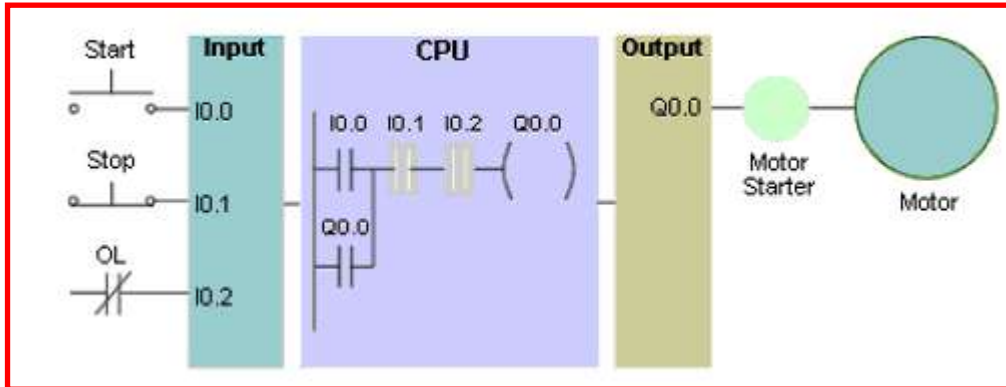 Start
Input
CPU
Output
I0.0
Q0.0
I0.0 I0.1 I0.2 Q0.0
Stop
Motor Starter
Motor
I0.1
Q0.0
OL
I0.2